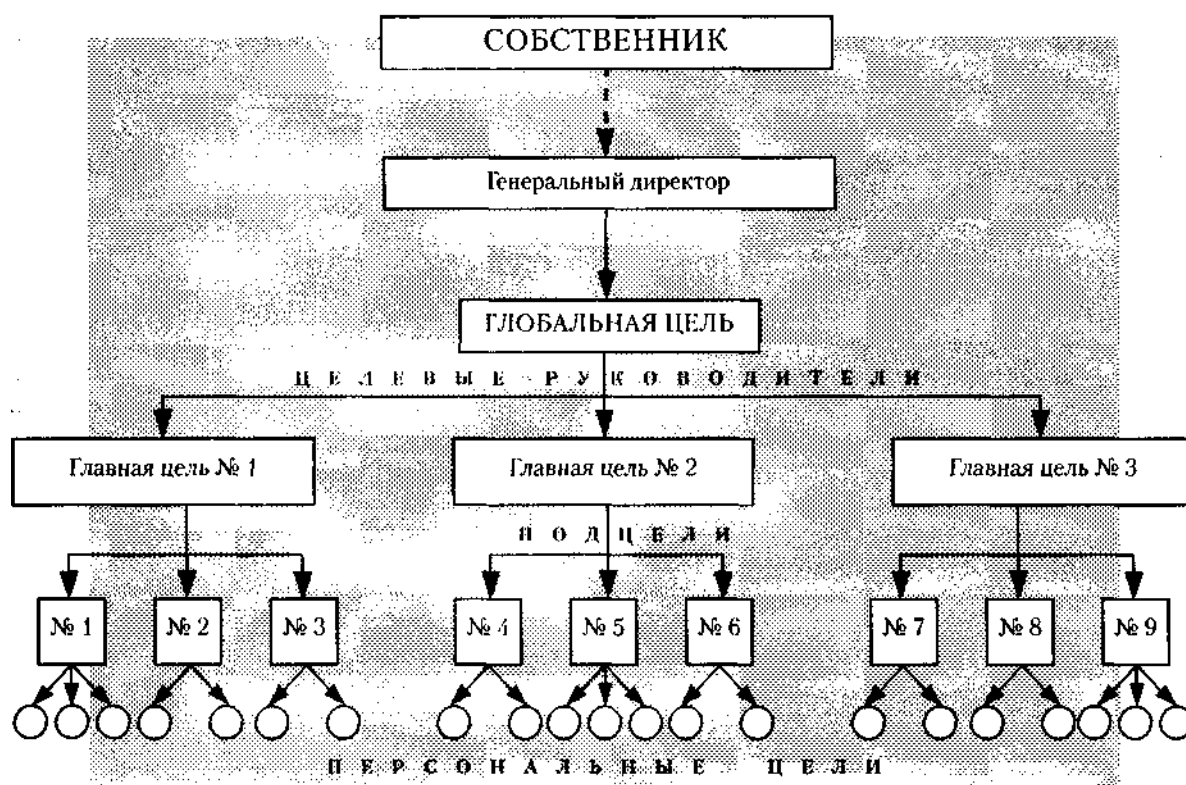 СОБСТВЕННИК
Генеральный директор
ГЛОБАЛЬНАЯ ЦЕЛЬ
ЦЕЛЕВЫЕ РУКОВОДИТЕЛИ
Главная цель № 1
Главная цель № 2
Главная цель № 3
ПОДЦЕЛИ
№ 1
№ 2
№ 3
№ 4
№ 5
№ 6
№ 7
№ 8
№ 9
ПЕРСОНАЛЬНЫЕ ЦЕЛИ